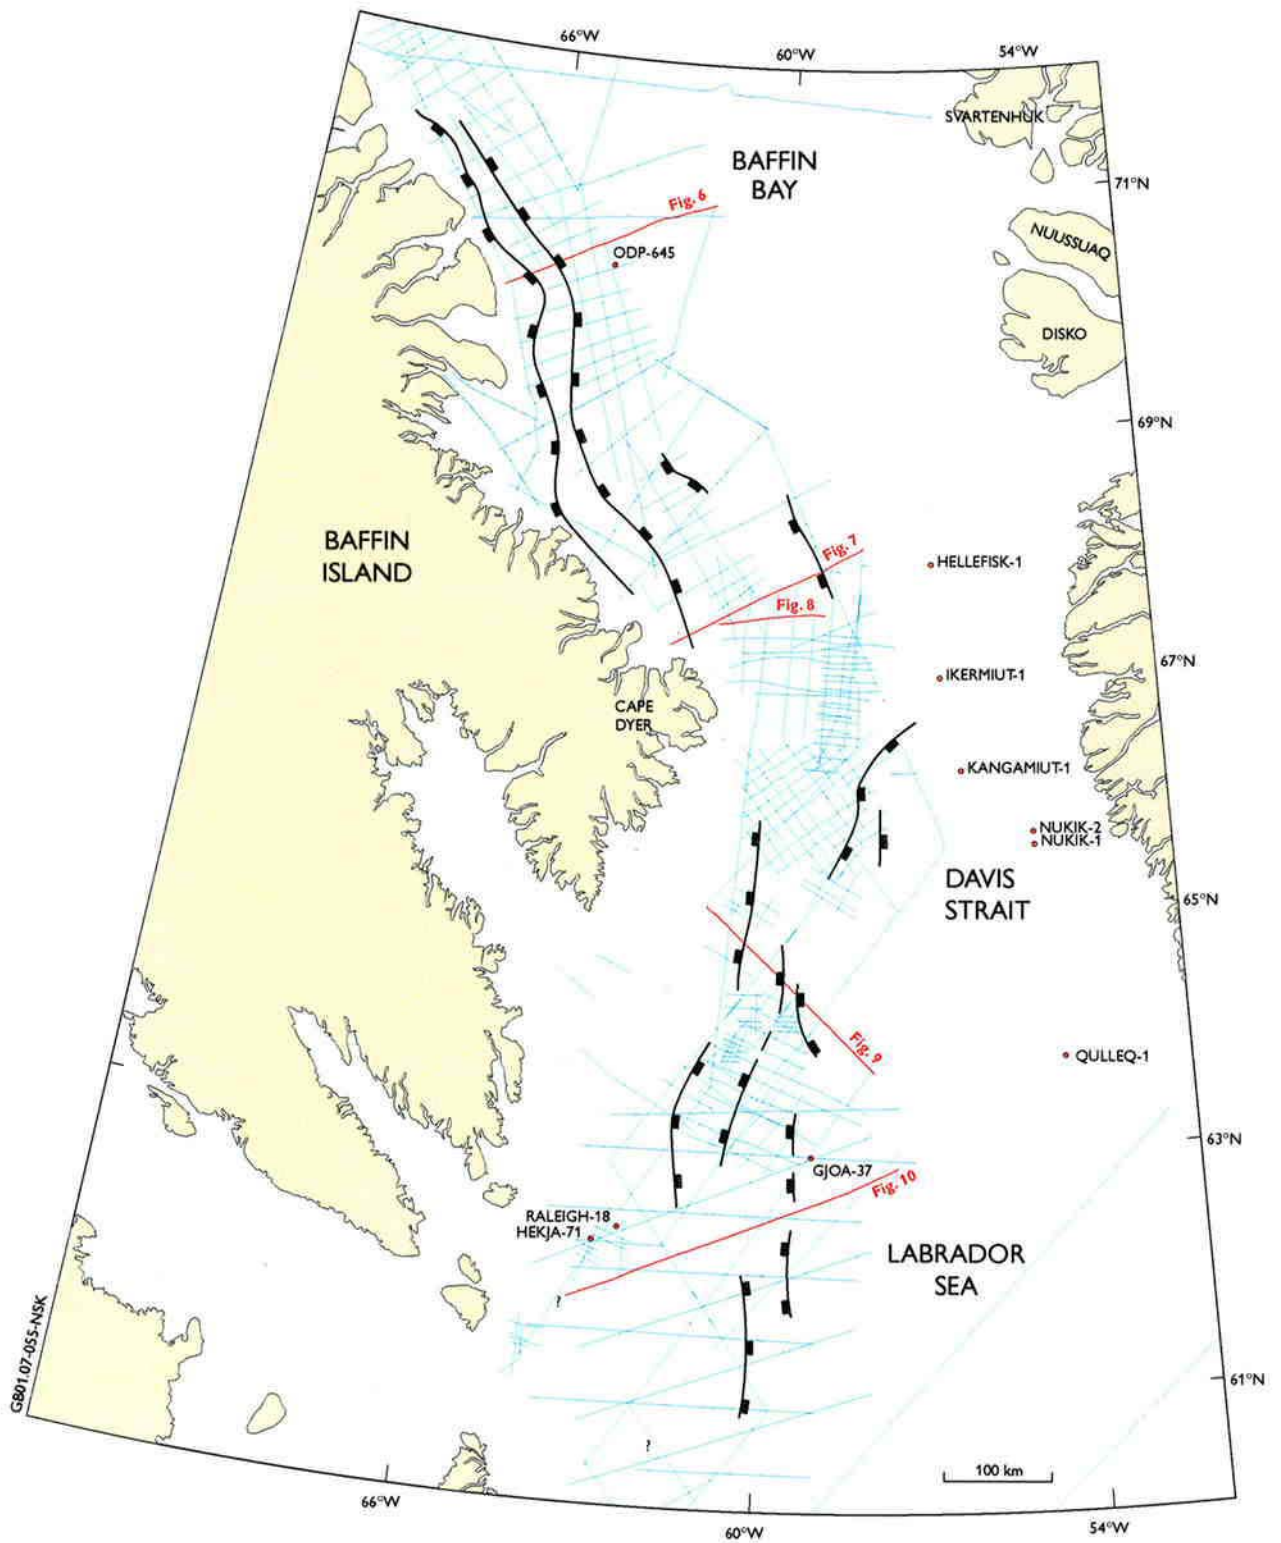 66°W
60°W
54°W
SVARTENHUK
BAFFIN
BAY
71°N
Fig. 6
ODP-645
NUUSSUAQ
DISKO
69°N
BAFFIN
ISLAND
Fig. 7
HELLEFISK-1
Fig. 8
67°N
IKERMIUT-1
CAPE
DYER
KANGAMIUT-1
NUKIK-2
NUKIK-1
DAVIS
STRAIT
65°N
Fig. 9
QULLEQ-1
63°N
GJOA-37
Fig. 10
RALEIGH-18
HEKJA-71
LABRADOR
SEA
?
GB01.07-055-NSK
61°N
?
100 km
66°W
60°W
54°W